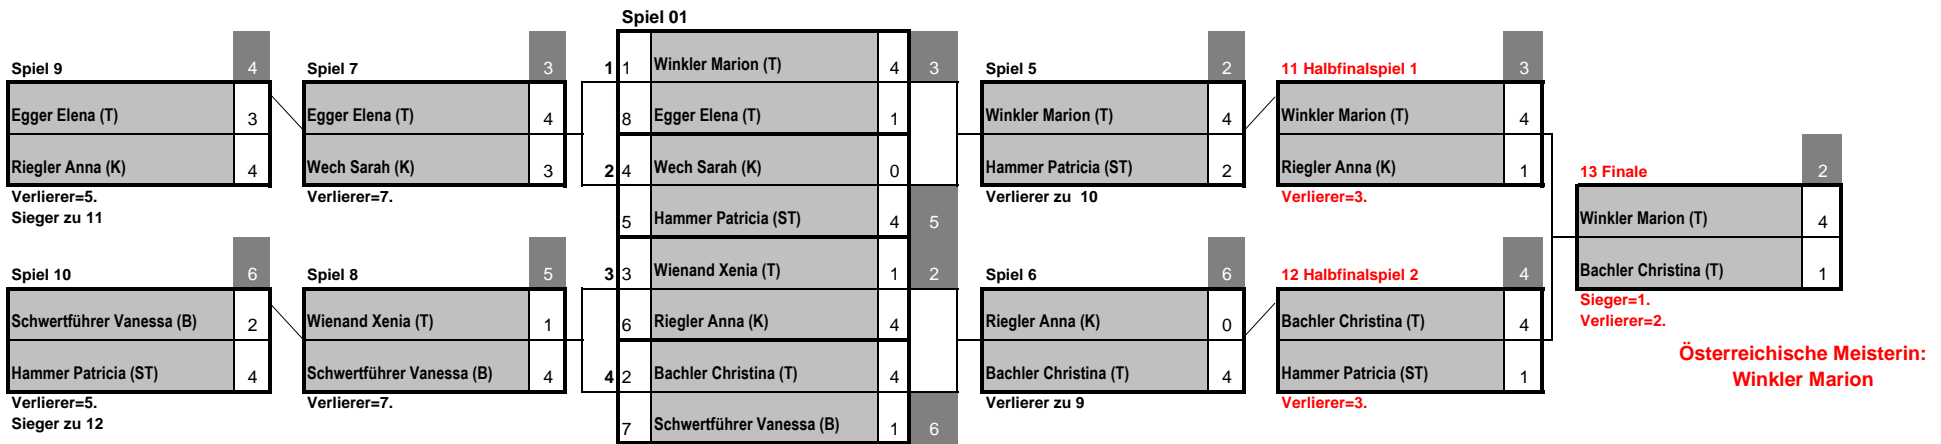 Spiel 01
Spiel 9 4
Egger Elena (T) 3
Riegler Anna (K) 4
Verlierer=5.
Sieger zu 11
Spiel 10 6
Schwertführer Vanessa (B) 2
Hammer Patricia (ST) 4
Verlierer=5.
Sieger zu 12
Spiel 7 3
Egger Elena (T) 4
Wech Sarah (K) 3
Verlierer=7.
Spiel 8 5
Wienand Xenia (T) 1
Schwertführer Vanessa (B) 4
Verlierer=7.
1 1 Winkler Marion (T) 4 3
8 Egger Elena (T) 1
2 4 Wech Sarah (K) 0
5 Hammer Patricia (ST) 4 5
3 3 Wienand Xenia (T) 1 2
6 Riegler Anna (K) 4
4 2 Bachler Christina (T) 4
7 Schwertführer Vanessa (B) 1 6
Spiel 5 2
Winkler Marion (T) 4
Hammer Patricia (ST) 2
Verlierer zu 10
Spiel 6 6
Riegler Anna (K) 0
Bachler Christina (T) 4
Verlierer zu 9
11 Halbfinalspiel 1 3
Winkler Marion (T) 4
Riegler Anna (K) 1
Verlierer=3.
12 Halbfinalspiel 2 4
Bachler Christina (T) 4
Hammer Patricia (ST) 1
Verlierer=3.
13 Finale 2
Winkler Marion (T) 4
Bachler Christina (T) 1
Sieger=1.
Verlierer=2.
Österreichische Meisterin:
Winkler Marion